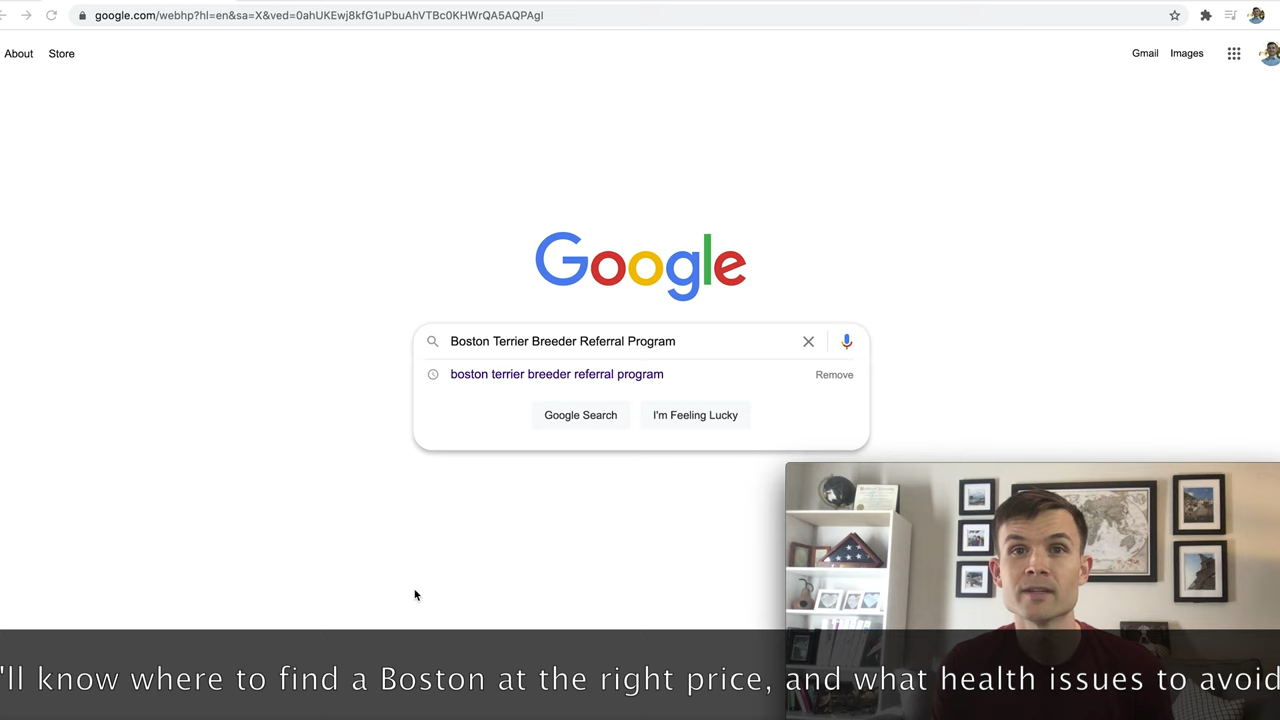 google.com/webhp?hl=en&sa=X&ved=0ahUKEwj8kfG1uPbuAhVTBc0KHWrQA5AQPAgI
About Store Gmail Images
Google
Boston Terrier Breeder Referral Program
boston terrier breeder referral program Remove
Google Search I'm Feeling Lucky
'll know where to find a Boston at the right price, and what health issues to avoid